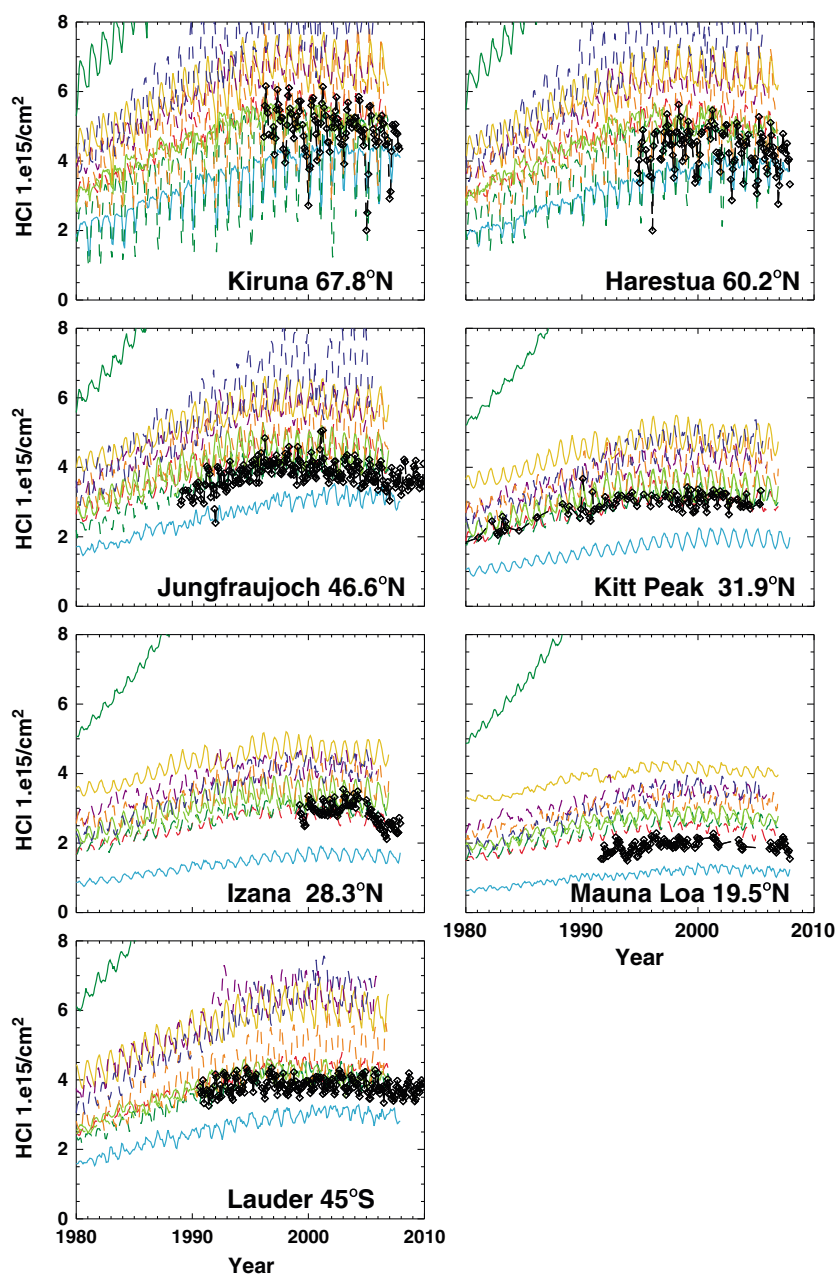 HCl 1.e15/cm²
8
6
4
2
0
Kiruna 67.8°N
Harestua 60.2°N
HCl 1.e15/cm²
8
6
4
2
0
Jungfraujoch 46.6°N
Kitt Peak 31.9°N
HCl 1.e15/cm²
8
6
4
2
0
Izana 28.3°N
Mauna Loa 19.5°N
1980 1990 2000 2010
Year
HCl 1.e15/cm²
8
6
4
2
0
Lauder 45°S
1980 1990 2000 2010
Year